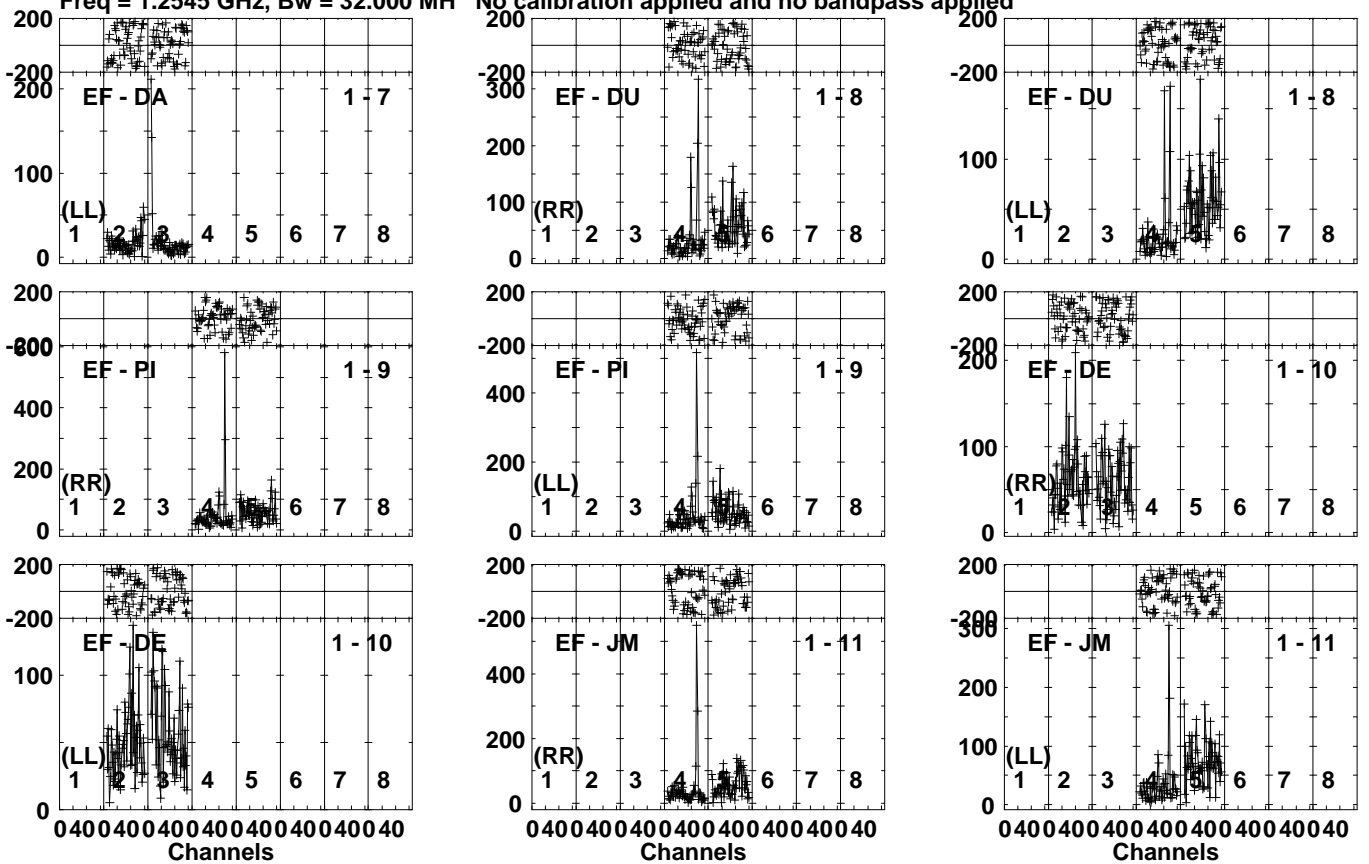 Freq = 1.2545 GHz, Bw = 32.000 MH No calibration applied and no bandpass applied
200
-200
200
100
0
EF - DA 1 - 7
(LL)
1 2 3 4 5 6 7 8
200
-200
300
200
100
0
EF - DU 1 - 8
(RR)
1 2 3 4 5 6 7 8
200
-200
100
0
EF - DU 1 - 8
(LL)
1 2 3 4 5 6 7 8
200
-200
600
400
200
0
EF - PI 1 - 9
(RR)
1 2 3 4 5 6 7 8
200
-200
400
200
0
EF - PI 1 - 9
(LL)
1 2 3 4 5 6 7 8
200
-200
200
100
0
EF - DE 1 - 10
(RR)
1 2 3 4 5 6 7 8
200
-200
100
0
EF - DE 1 - 10
(LL)
1 2 3 4 5 6 7 8
0 40 0 40 0 40 0 40 0 40 0 40 0 40 0 40
Channels
200
-200
400
200
0
EF - JM 1 - 11
(RR)
1 2 3 4 5 6 7 8
0 40 0 40 0 40 0 40 0 40 0 40 0 40 0 40
Channels
200
-200
300
200
100
0
EF - JM 1 - 11
(LL)
1 2 3 4 5 6 7 8
0 40 0 40 0 40 0 40 0 40 0 40 0 40 0 40
Channels